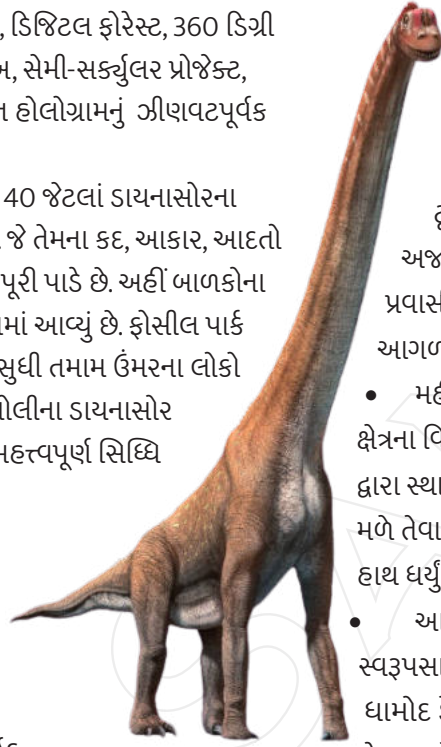 , ડિજિટલ ફોરેસ્ટ, 360 ડિગ્રી
સેમી-સર્ક્યુલર પ્રોજેક્ટ,
હોલોગ્રામનું ઝીણવટપૂર્વક
40 જેટલાં ડાયનાસોરના
જે તેમના કદ, આકાર, આદતો
પૂરી પાડે છે. અહીં બાળકોના
માં આવ્યું છે. ફોસીલ પાર્ક
સુધી તમામ ઉંમરના લોકો
ડાયનાસોર
મહત્ત્વપૂર્ણ સિધ્ધિ
અજ
પ્રવાસી
આગળ
• મહ
ક્ષેત્રના વિ
દ્વારા સ્થા
મળે તેવા
હાથ ધર્યું
• આ
સ્વરૂપસા
ધામોદ